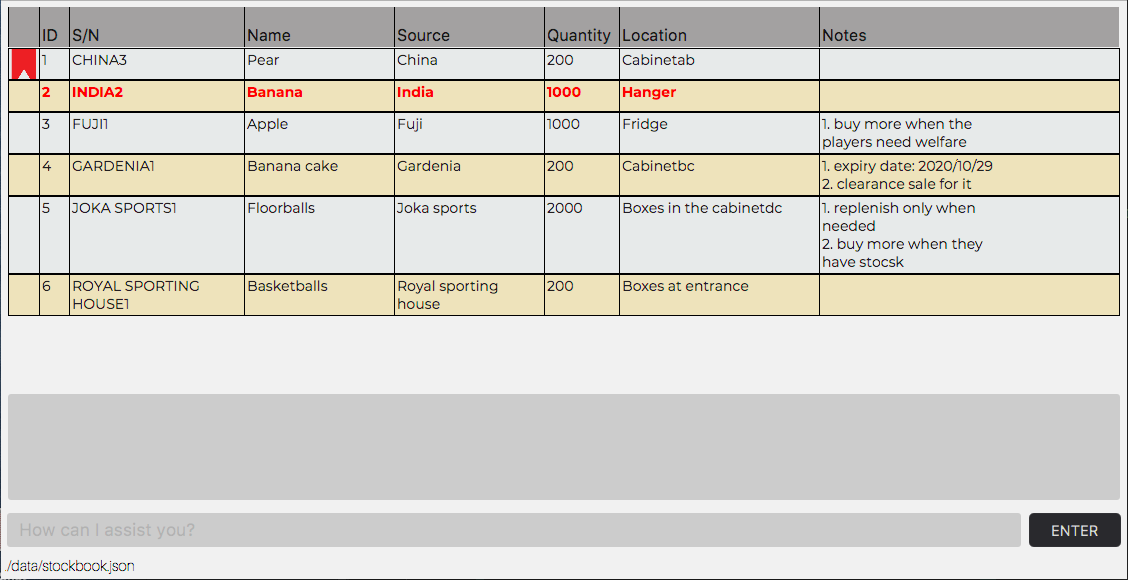 ID S/N Name Source Quantity Location Notes
1 CHINA3 Pear China 200 Cabinetab
2 INDIA2 Banana India 1000 Hanger
3 FUJI1 Apple Fuji 1000 Fridge 1. buy more when the
players need welfare
4 GARDENIA1 Banana cake Gardenia 200 Cabinetbc 1. expiry date: 2020/10/29
2. clearance sale for it
5 JOKA SPORTS1 Floorballs Joka sports 2000 Boxes in the cabinetdc 1. replenish only when
needed
2. buy more when they
have stocsk
6 ROYAL SPORTING Basketballs Royal sporting 200 Boxes at entrance
HOUSE1 house
How can I assist you?
ENTER
./data/stockbook.json